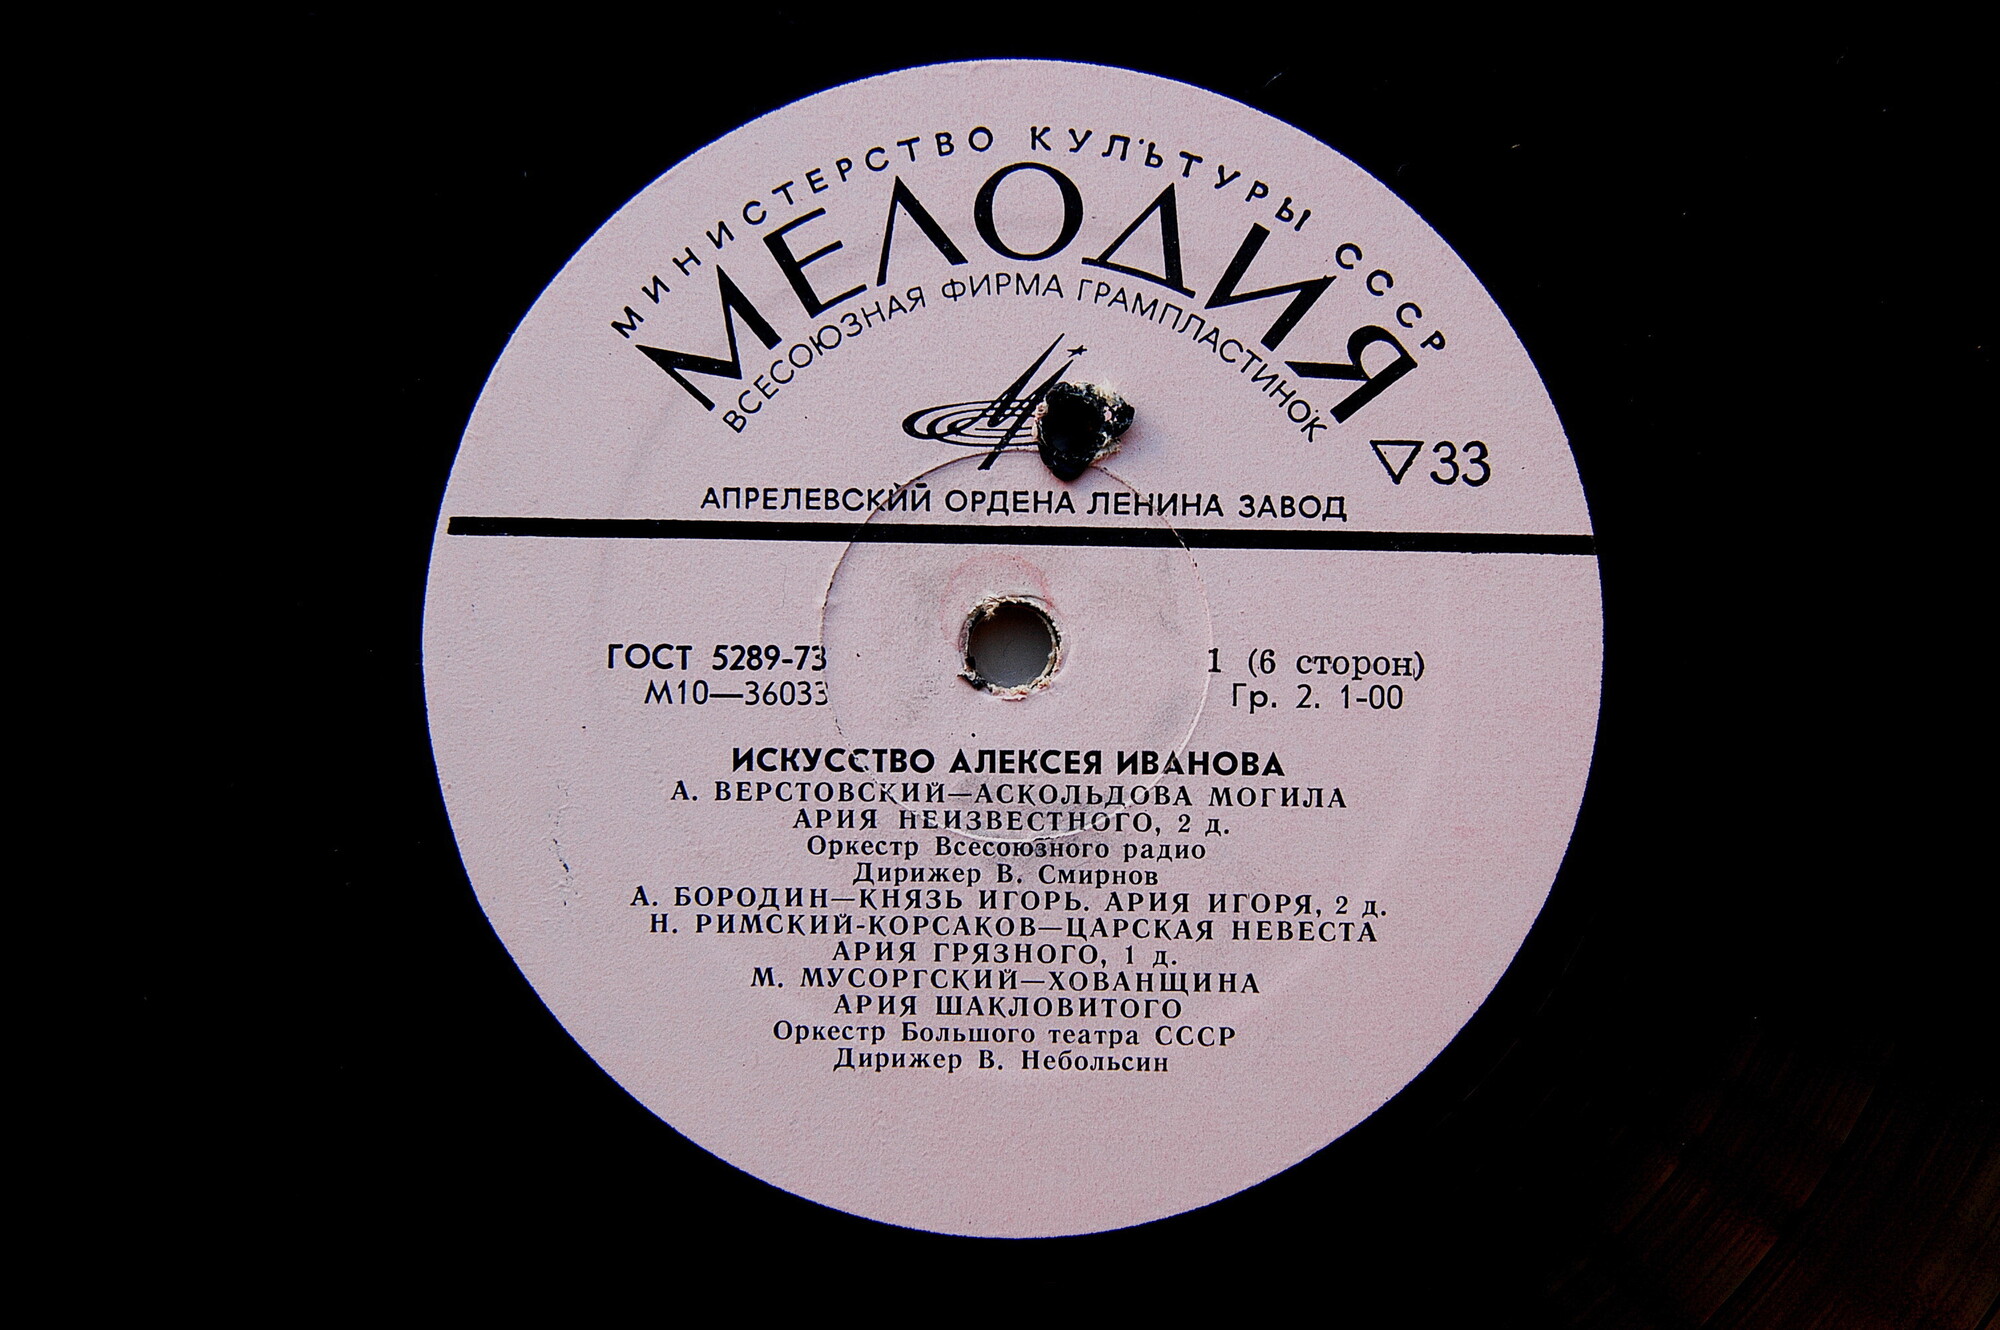 МИНИСТЕРСТВО КУЛЬТУРЫ СССР
МЕЛОДИЯ
ВСЕСОЮЗНАЯ ФИРМА ГРАМПЛАСТИНОК
33
АПРЕЛЕВСКИЙ ОРДЕНА ЛЕНИНА ЗАВОД
ГОСТ 5289-73
1 (6 сторон)
М10—36033
Гр. 2. 1-00
ИСКУССТВО АЛЕКСЕЯ ИВАНОВА
А. ВЕРСТОВСКИЙ—АСКОЛЬДОВА МОГИЛА
АРИЯ НЕИЗВЕСТНОГО, 2 д.
Оркестр Всесоюзного радио
Дирижер В. Смирнов
А. БОРОДИН—КНЯЗЬ ИГОРЬ. АРИЯ ИГОРЯ, 2 д.
Н. РИМСКИЙ-КОРСАКОВ—ЦАРСКАЯ НЕВЕСТА
АРИЯ ГРЯЗНОГО, 1 д.
М. МУСОРГСКИЙ—ХОВАНЩИНА
АРИЯ ШАКЛОВИТОГО
Оркестр Большого театра СССР
Дирижер В. Небольсин